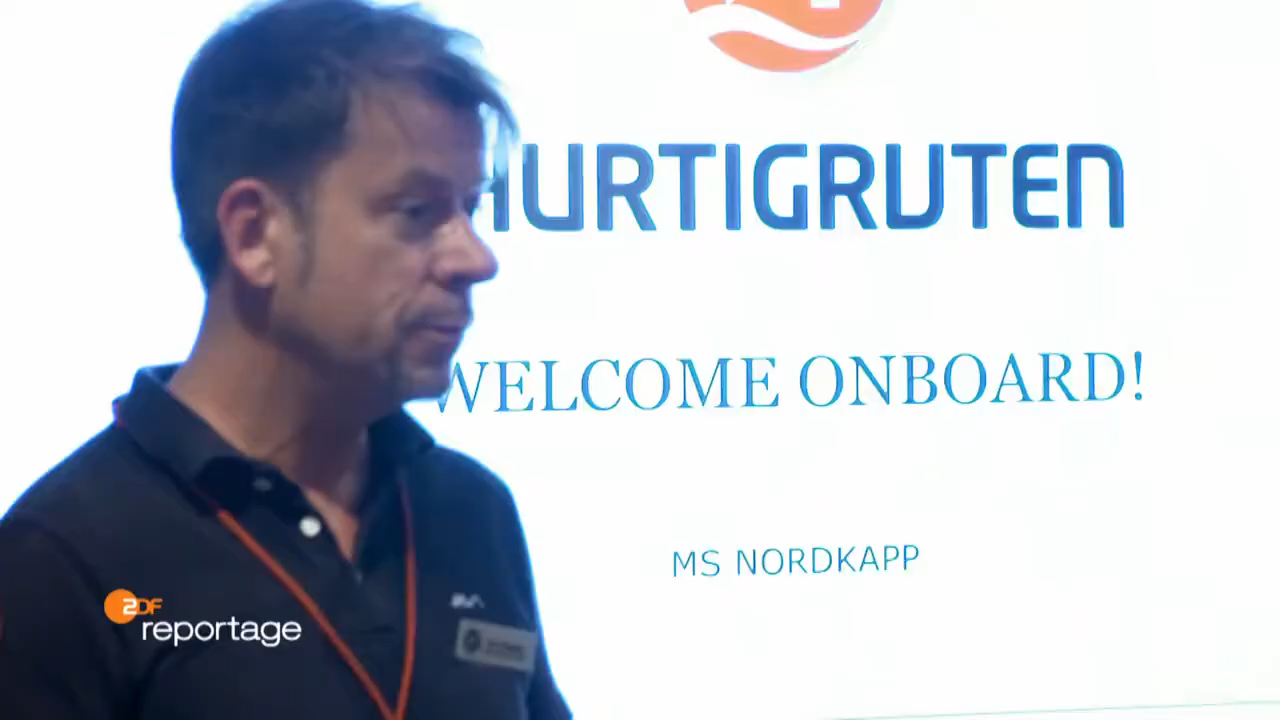 HURTIGRUTEN
WELCOME ONBOARD!
MS NORDKAPP
2DF
reportage